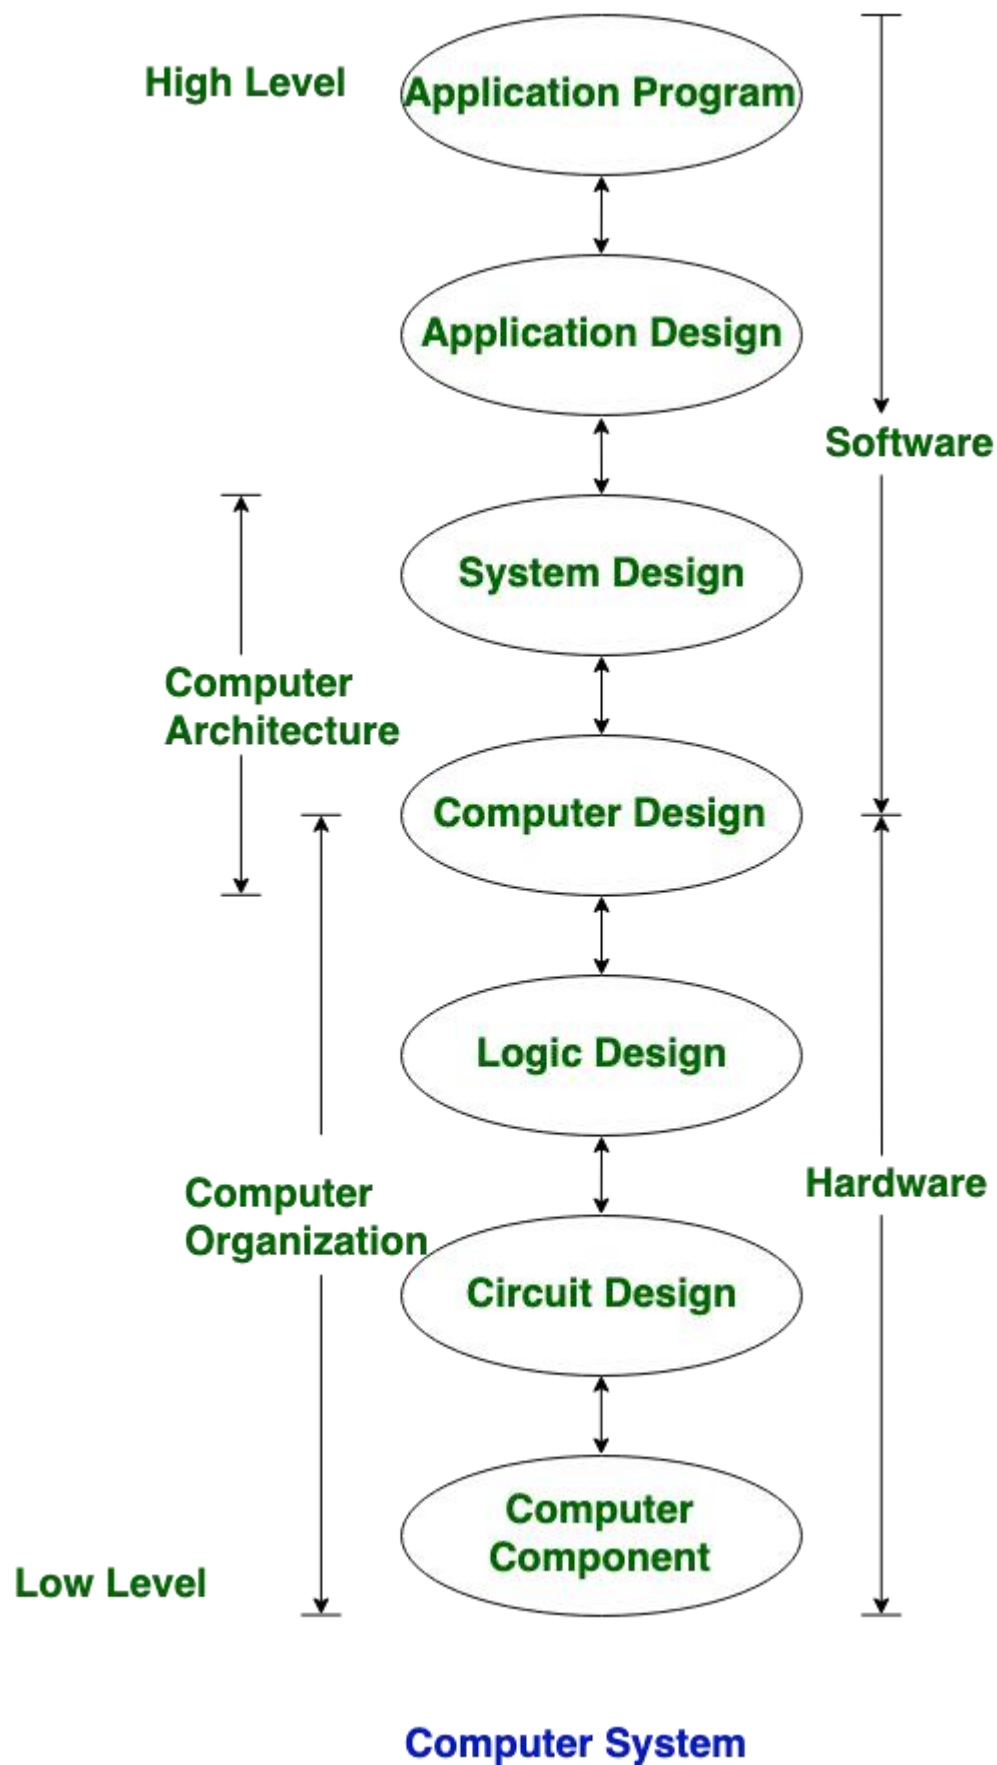 High Level
Application Program
Application Design
Software
System Design
Computer
Architecture
Computer Design
Logic Design
Computer
Organization
Hardware
Circuit Design
Computer
Component
Low Level
Computer System